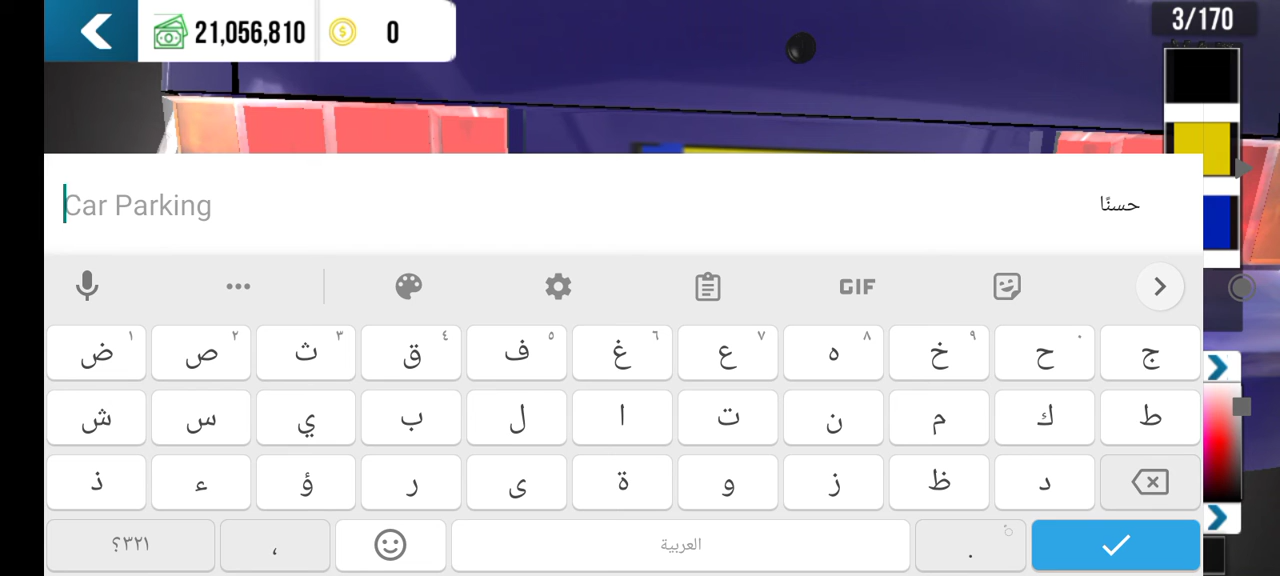 21,056,810 0
3/170
Car Parking
حسنًا
GIF
ض ١ ص ٢ ث ٣ ق ٤ ف ٥ غ ٦ ع ٧ ه ٨ خ ٩ ح ٠ ج
ش س ي ب ل ا ت ن م ك ط
ذ ء ؤ ر ى ة و ز ظ د
؟٣٢١ ، العربية .